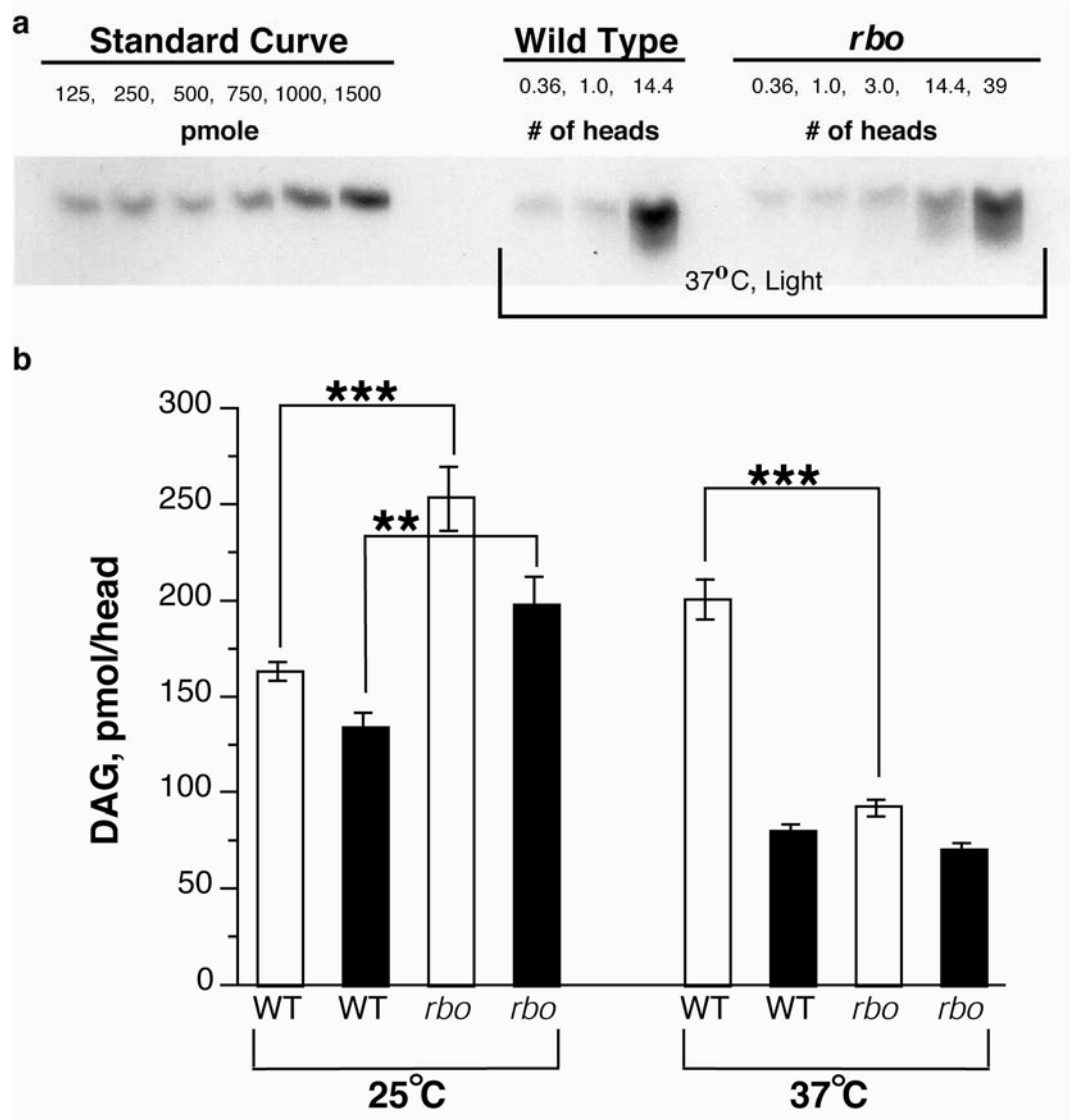 a
Standard Curve
125, 250, 500, 750, 1000, 1500
pmole
Wild Type
0.36, 1.0, 14.4
# of heads
rbo
0.36, 1.0, 3.0, 14.4, 39
# of heads
37°C, Light
b
DAG, pmol/head
300
250
200
150
100
50
0
***
**
***
WT WT rbo rbo WT WT rbo rbo
25°C 37°C